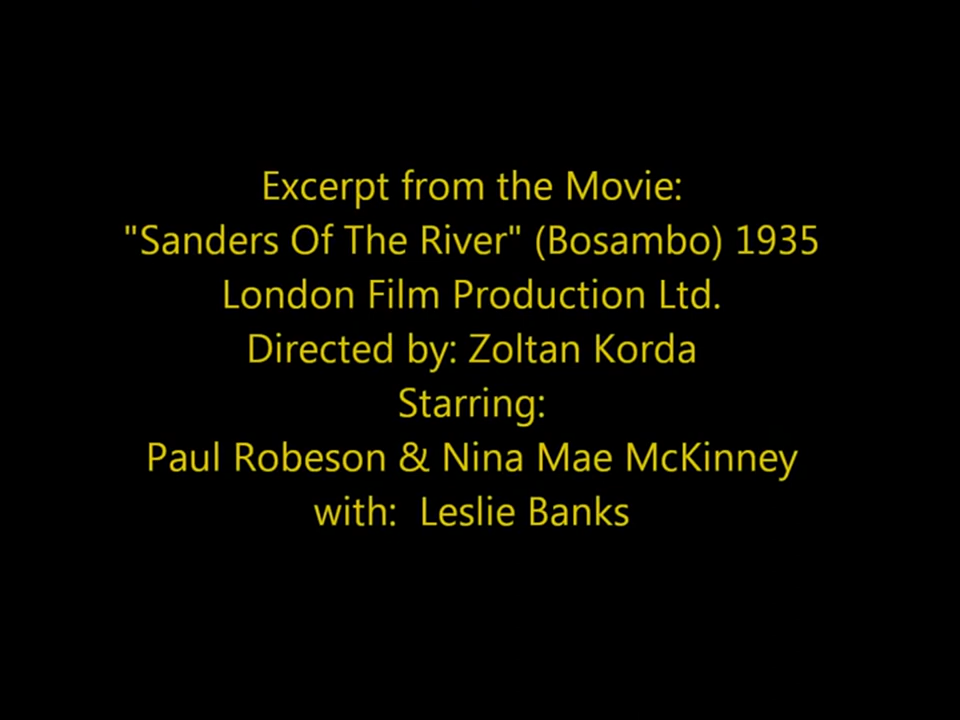 Excerpt from the Movie:
"Sanders Of The River" (Bosambo) 1935
London Film Production Ltd.
Directed by: Zoltan Korda
Starring:
Paul Robeson & Nina Mae McKinney
with:  Leslie Banks